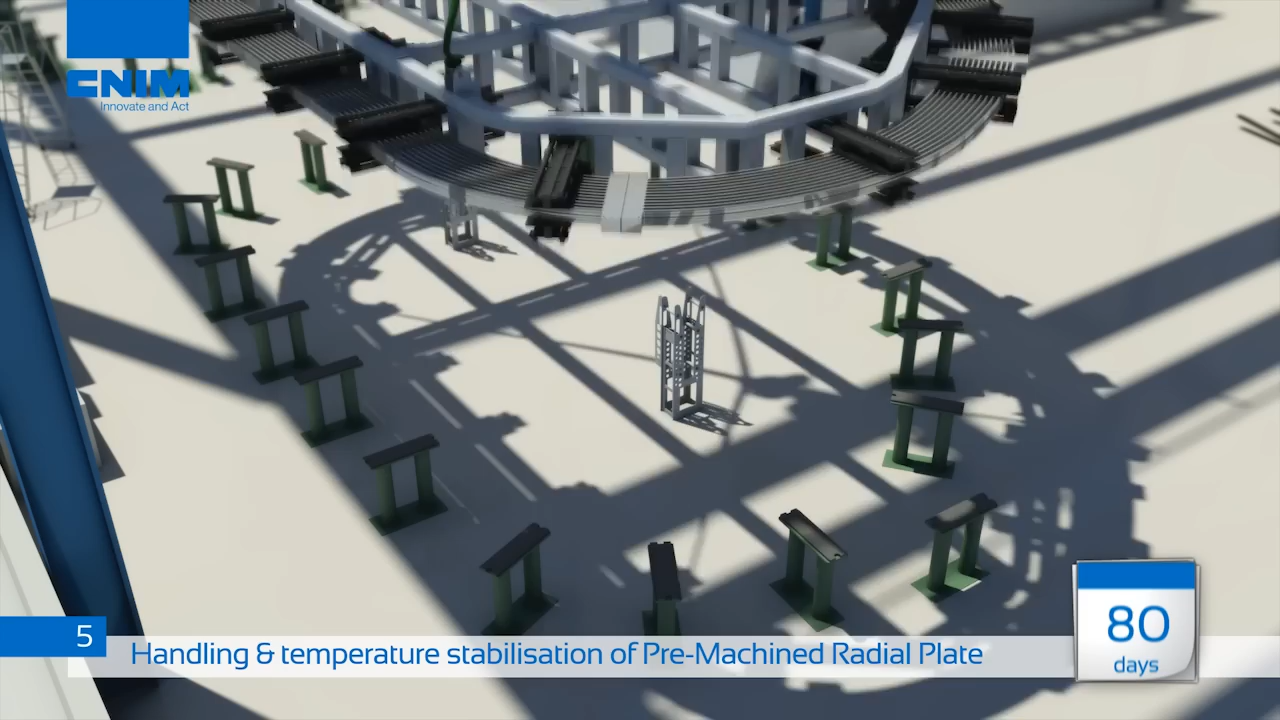 CNIM
Innovate and Act
5
Handling & temperature stabilisation of Pre-Machined Radial Plate
80
days